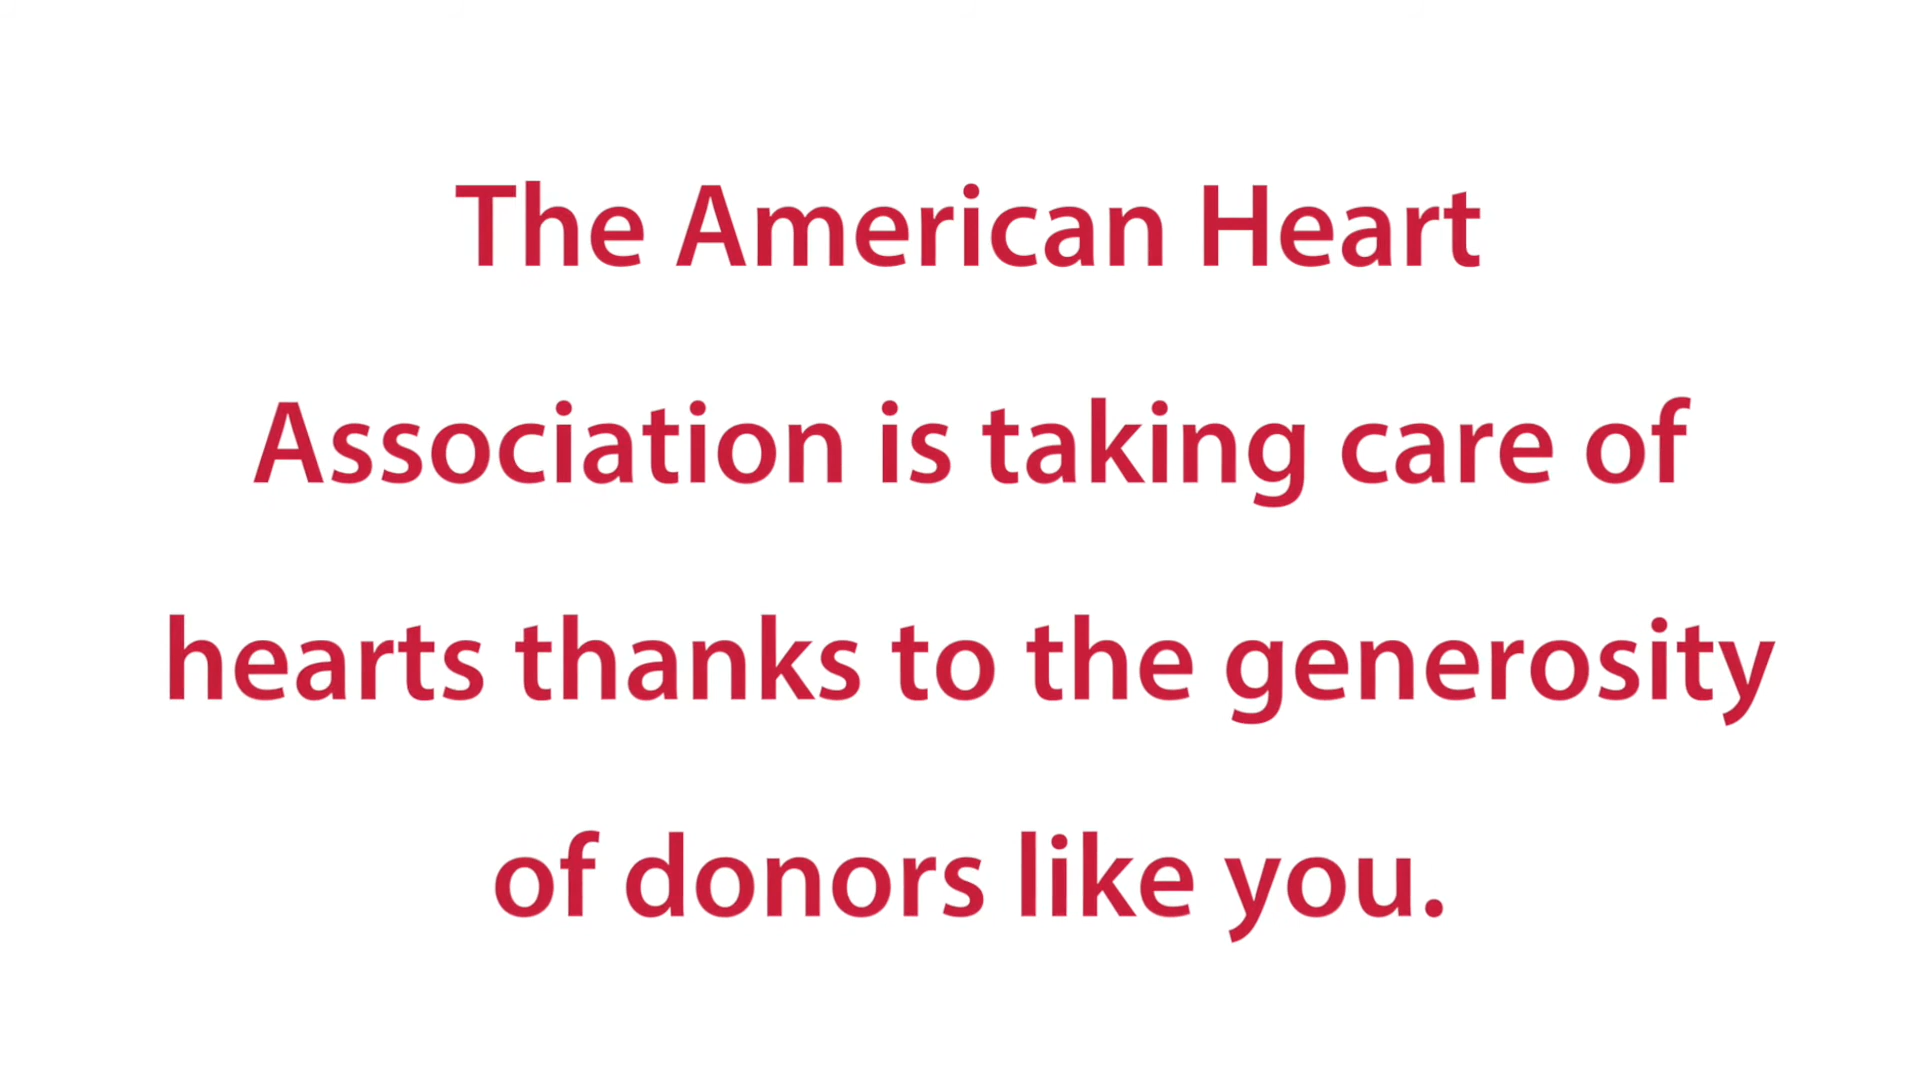 The American Heart
Association is taking care of
hearts thanks to the generosity
of donors like you.